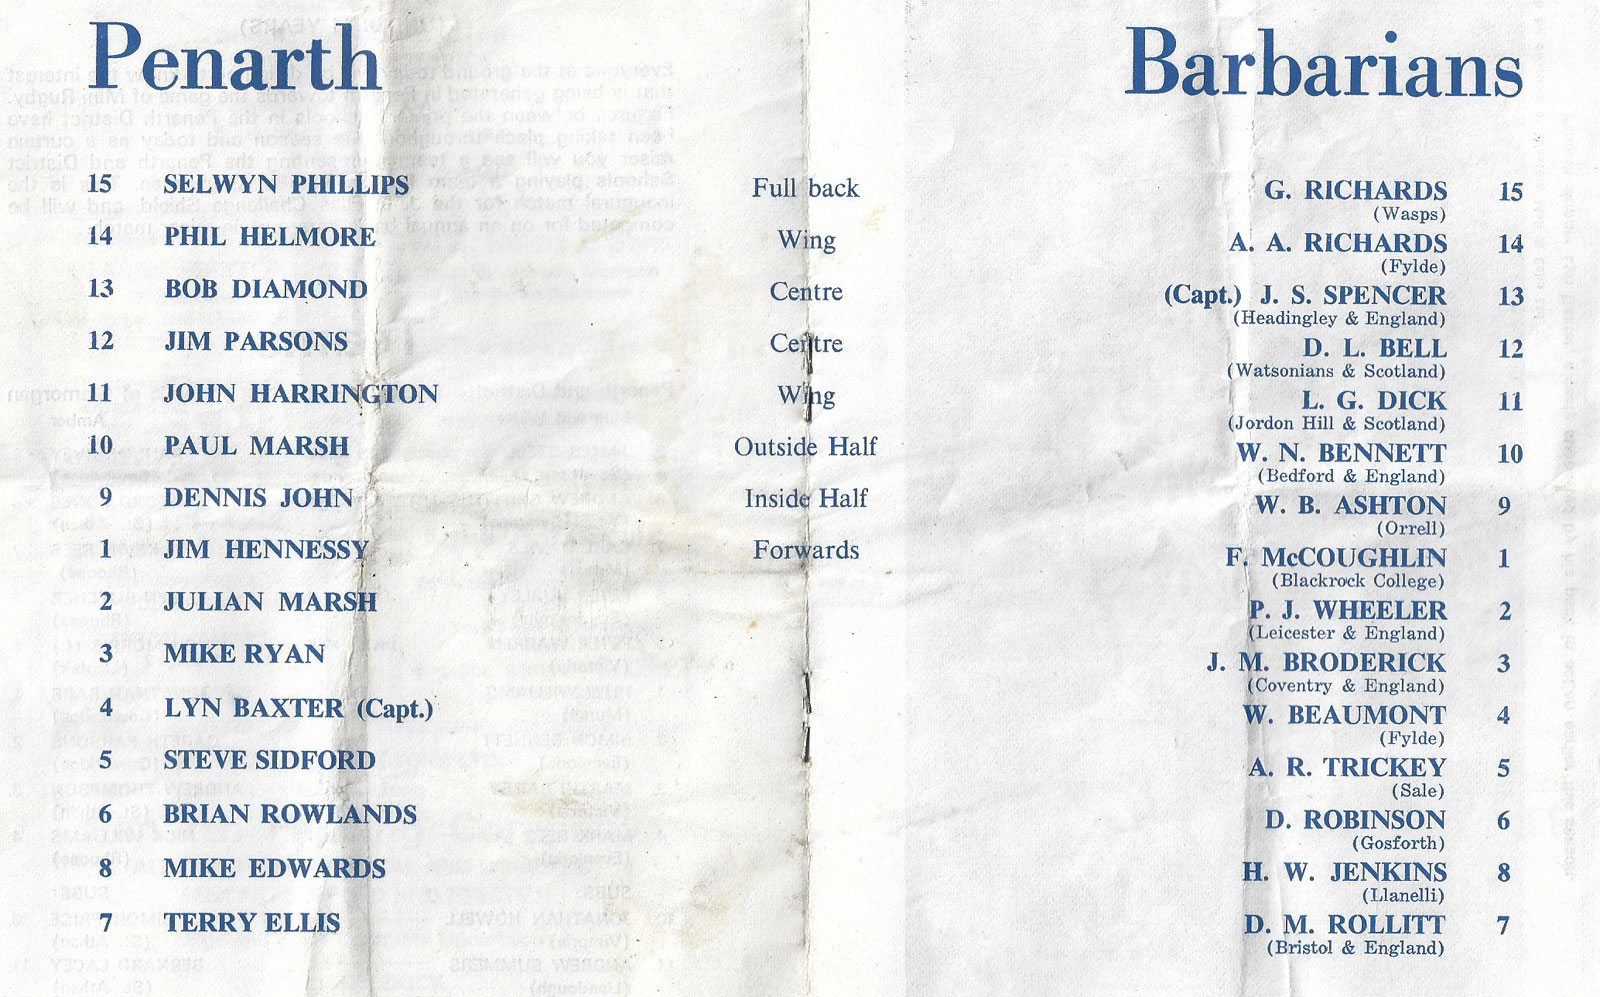 Penarth
Barbarians
15 SELWYN PHILLIPS Full back G. RICHARDS 15
(Wasps)
14 PHIL HELMORE Wing A. A. RICHARDS 14
(Fylde)
13 BOB DIAMOND Centre (Capt.) J. S. SPENCER 13
(Headingley & England)
12 JIM PARSONS Centre D. L. BELL 12
(Watsonians & Scotland)
11 JOHN HARRINGTON Wing L. G. DICK 11
(Jordon Hill & Scotland)
10 PAUL MARSH Outside Half W. N. BENNETT 10
(Bedford & England)
9 DENNIS JOHN Inside Half W. B. ASHTON 9
(Orrell)
1 JIM HENNESSY Forwards F. McCOUGHLIN 1
(Blackrock College)
2 JULIAN MARSH P. J. WHEELER 2
(Leicester & England)
3 MIKE RYAN J. M. BRODERICK 3
(Coventry & England)
4 LYN BAXTER (Capt.) W. BEAUMONT 4
(Fylde)
5 STEVE SIDFORD A. R. TRICKEY 5
(Sale)
6 BRIAN ROWLANDS D. ROBINSON 6
(Gosforth)
8 MIKE EDWARDS H. W. JENKINS 8
(Llanelli)
7 TERRY ELLIS D. M. ROLLITT 7
(Bristol & England)